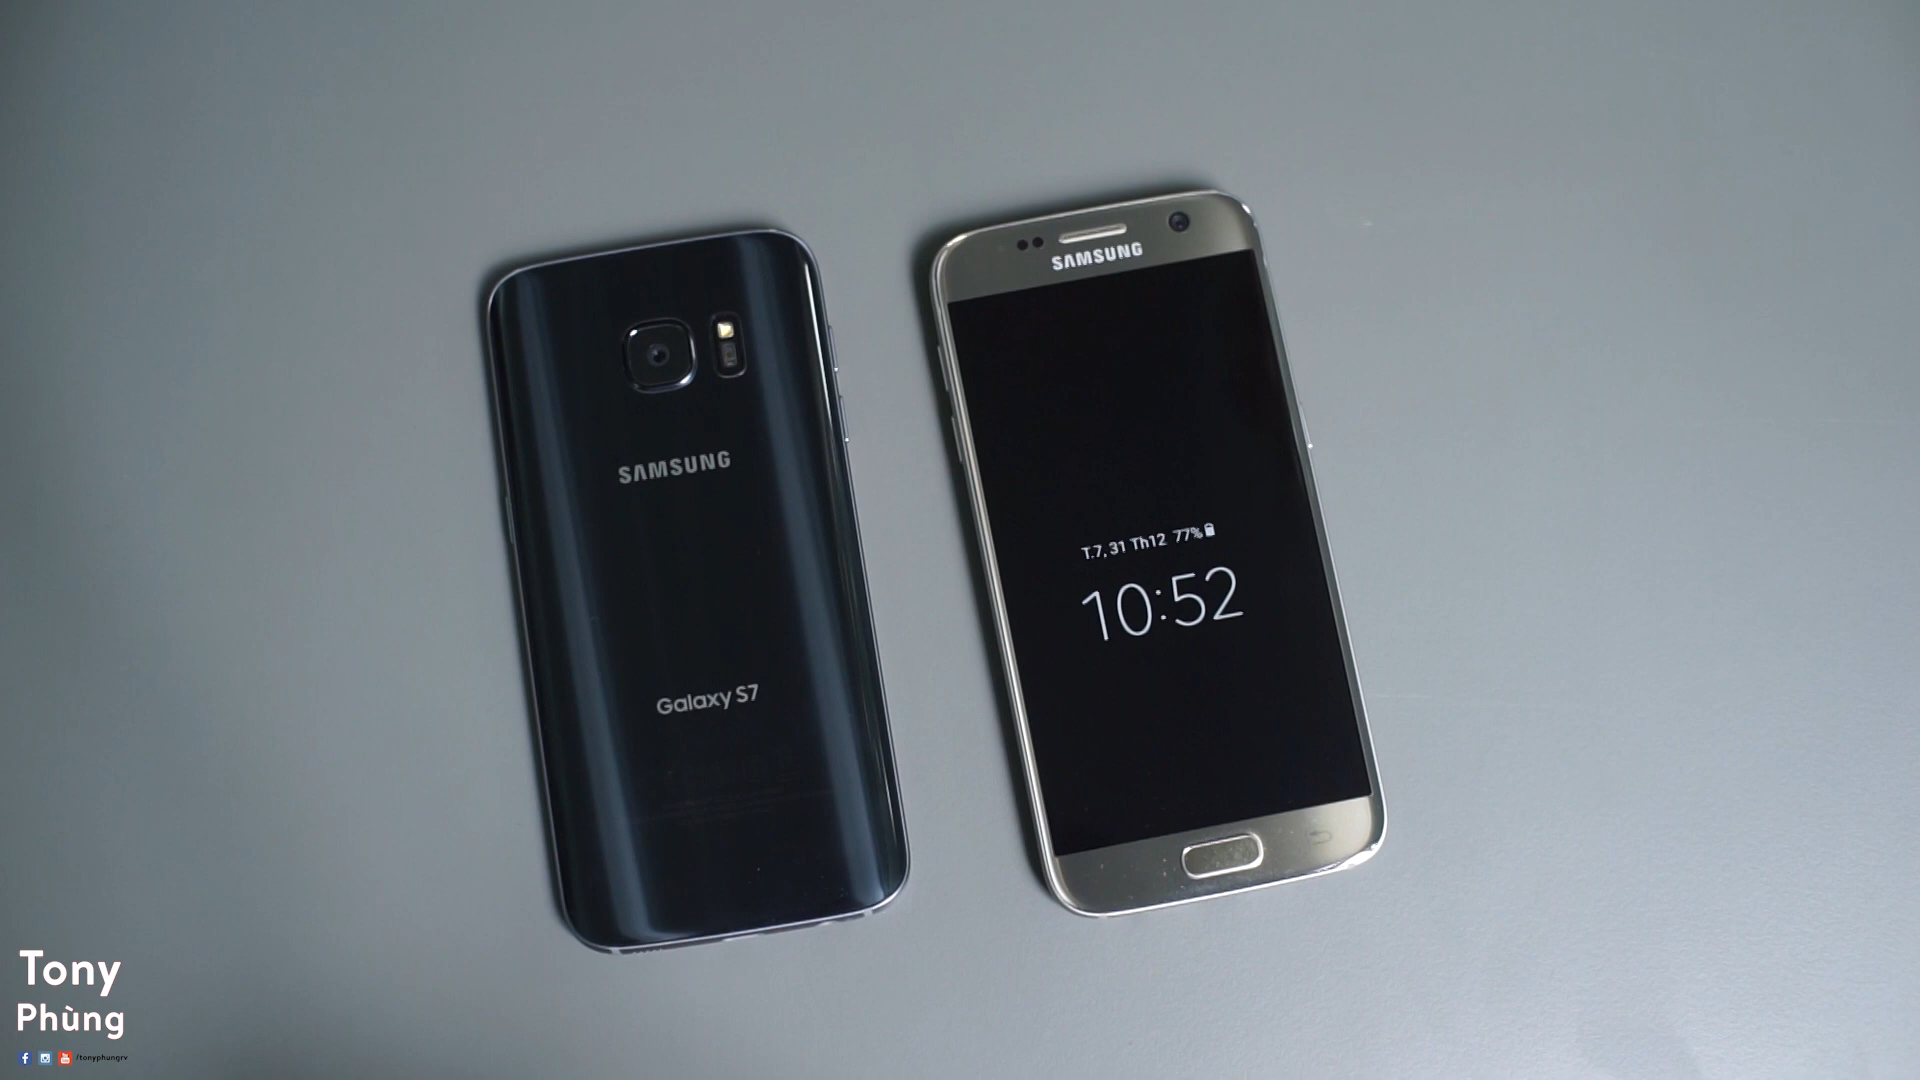 SAMSUNG
Galaxy S7
SAMSUNG
T.7, 31 Th12 77%
10:52
Tony
Phùng
/tonyphungrv